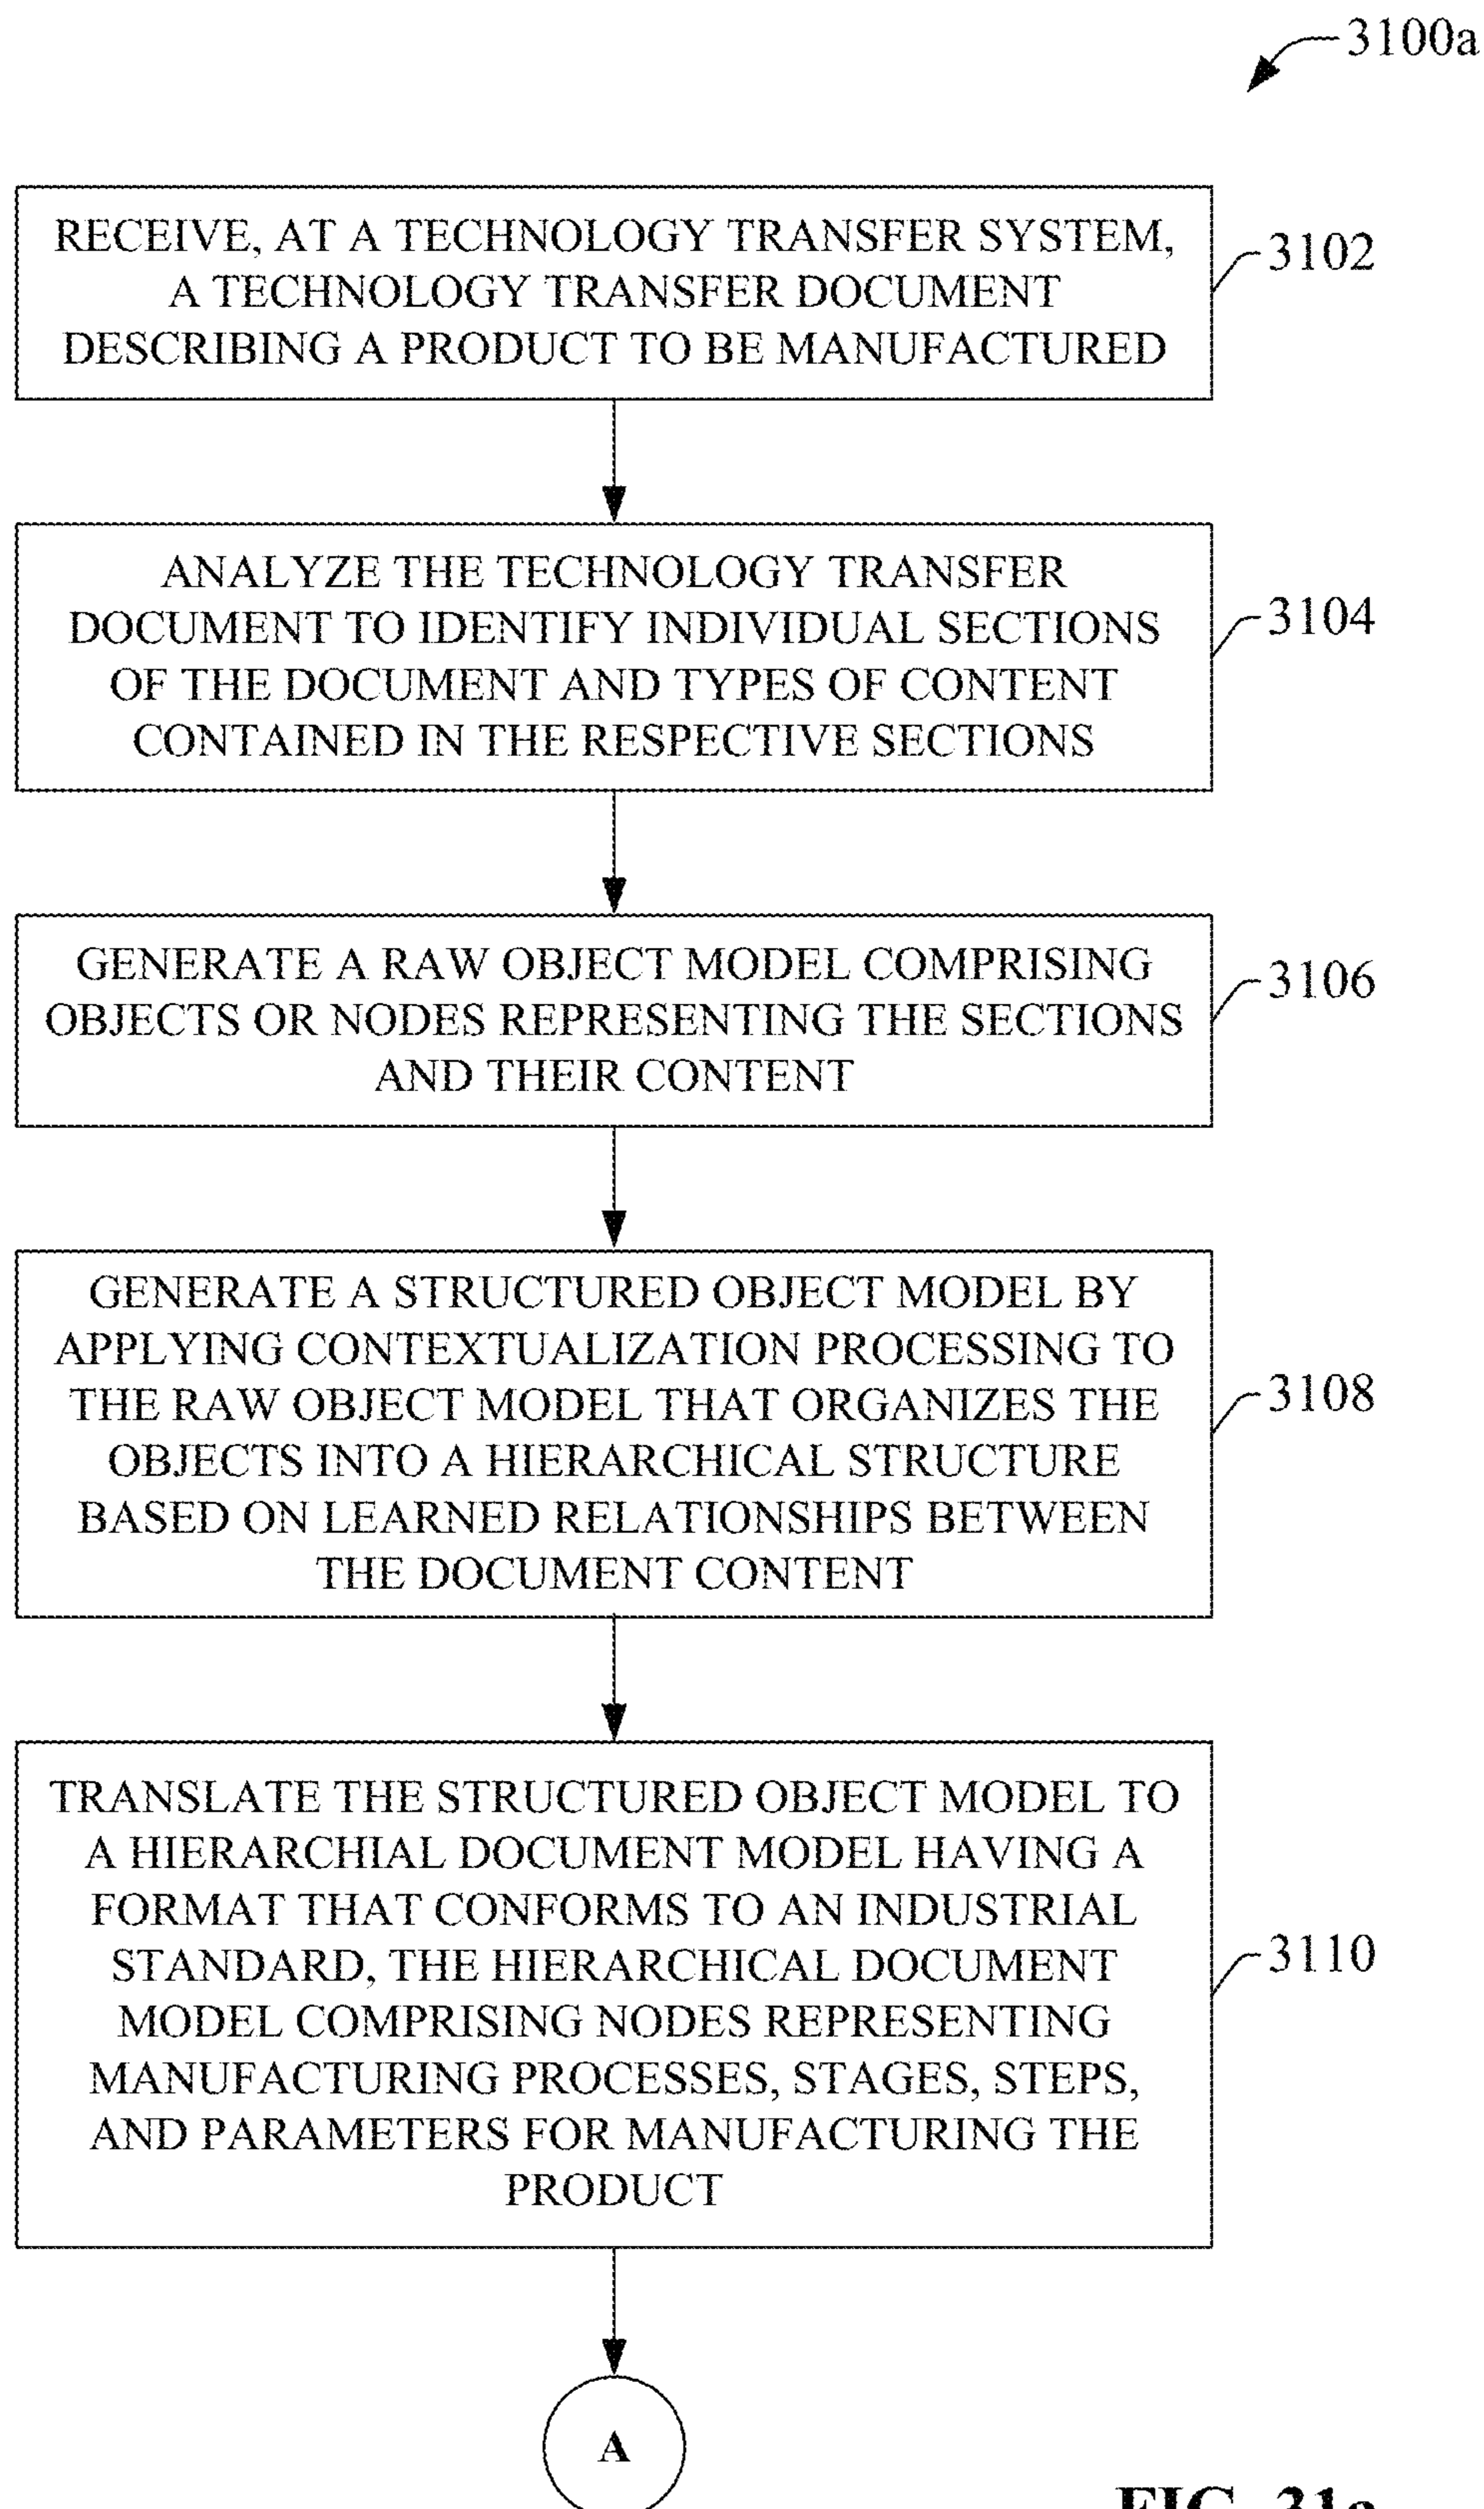 3100a
RECEIVE, AT A TECHNOLOGY TRANSFER SYSTEM,
A TECHNOLOGY TRANSFER DOCUMENT
DESCRIBING A PRODUCT TO BE MANUFACTURED
3102
ANALYZE THE TECHNOLOGY TRANSFER
DOCUMENT TO IDENTIFY INDIVIDUAL SECTIONS
OF THE DOCUMENT AND TYPES OF CONTENT
CONTAINED IN THE RESPECTIVE SECTIONS
3104
GENERATE A RAW OBJECT MODEL COMPRISING
OBJECTS OR NODES REPRESENTING THE SECTIONS
AND THEIR CONTENT
3106
GENERATE A STRUCTURED OBJECT MODEL BY
APPLYING CONTEXTUALIZATION PROCESSING TO
THE RAW OBJECT MODEL THAT ORGANIZES THE
OBJECTS INTO A HIERARCHICAL STRUCTURE
BASED ON LEARNED RELATIONSHIPS BETWEEN
THE DOCUMENT CONTENT
3108
TRANSLATE THE STRUCTURED OBJECT MODEL TO
A HIERARCHIAL DOCUMENT MODEL HAVING A
FORMAT THAT CONFORMS TO AN INDUSTRIAL
STANDARD, THE HIERARCHICAL DOCUMENT
MODEL COMPRISING NODES REPRESENTING
MANUFACTURING PROCESSES, STAGES, STEPS,
AND PARAMETERS FOR MANUFACTURING THE
PRODUCT
3110
A
FIG. 31a